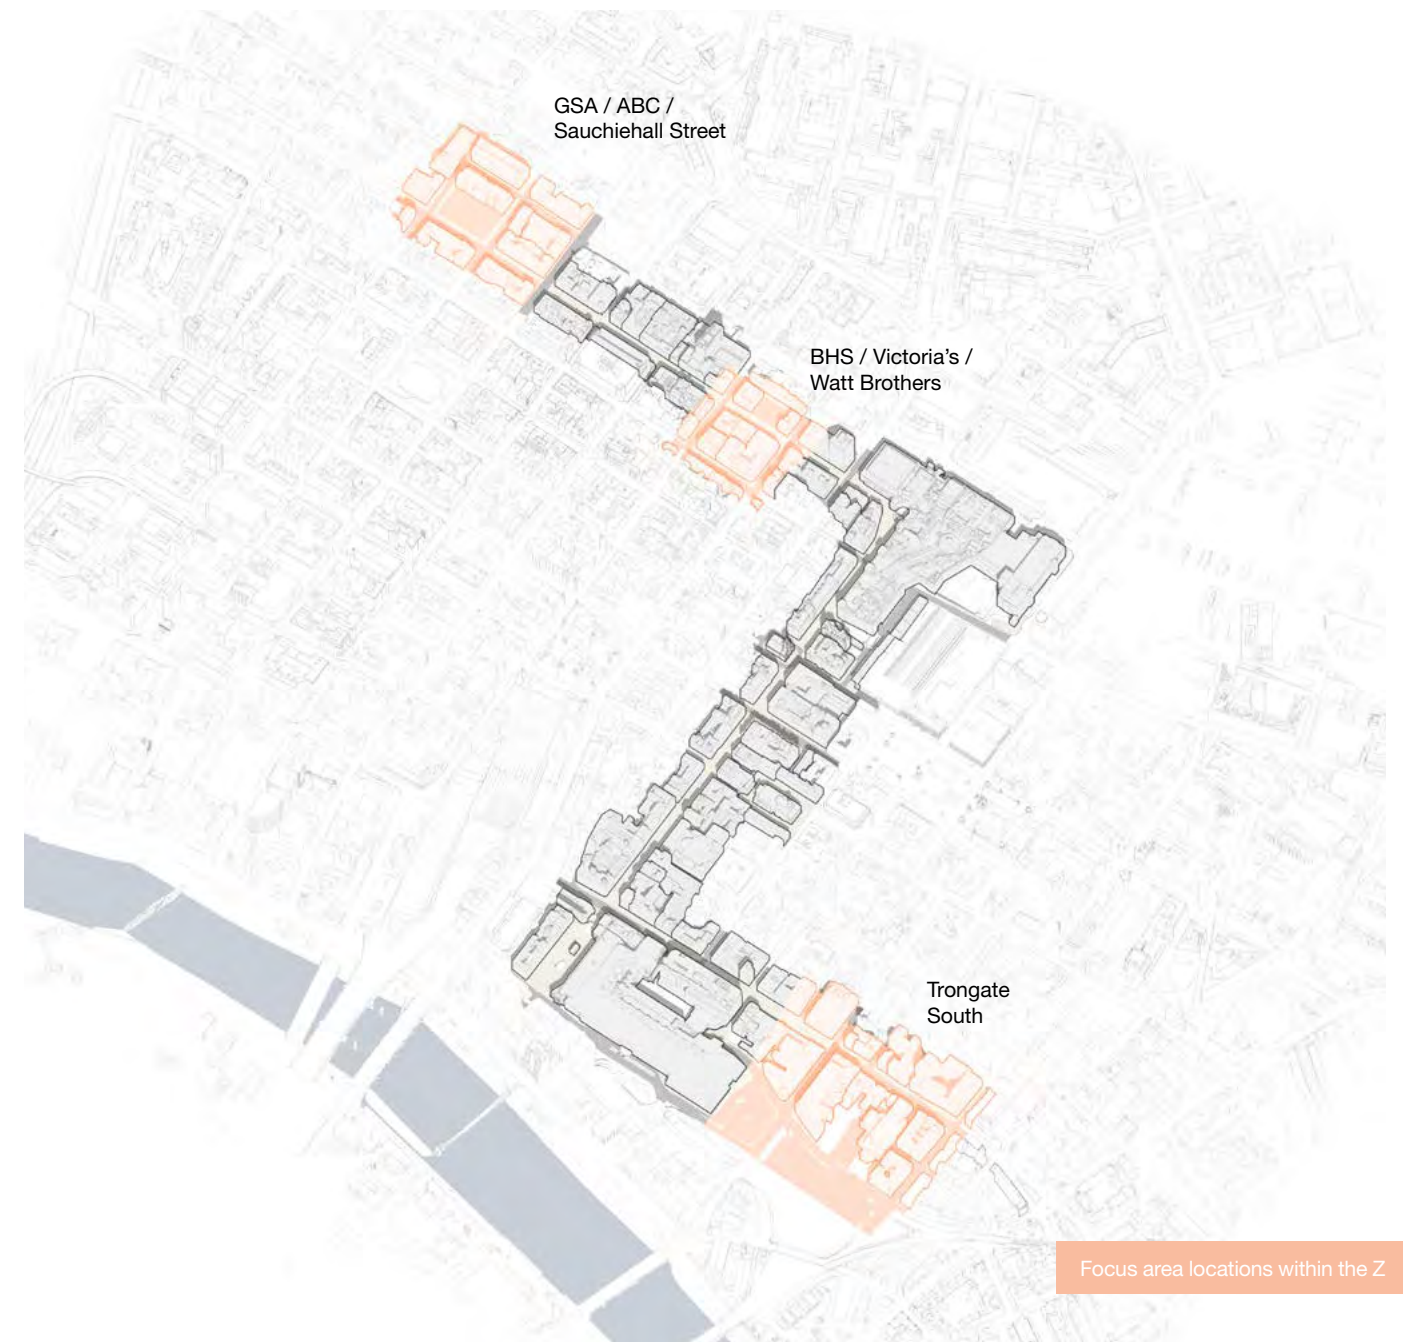 GSA / ABC /
Sauchiehall Street
BHS / Victoria’s /
Watt Brothers
Trongate
South
Focus area locations within the Z